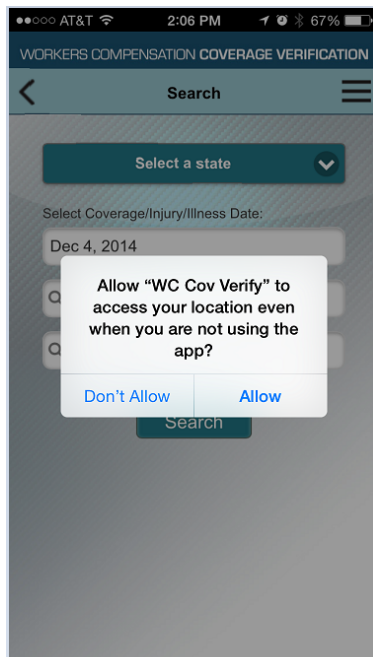 AT&T 2:06 PM 67%
WORKERS COMPENSATION COVERAGE VERIFICATION
Search
Select a state
Select Coverage/Injury/Illness Date:
Dec 4, 2014
Allow “WC Cov Verify” to
access your location even
when you are not using the
app?
Don’t Allow Allow
Search